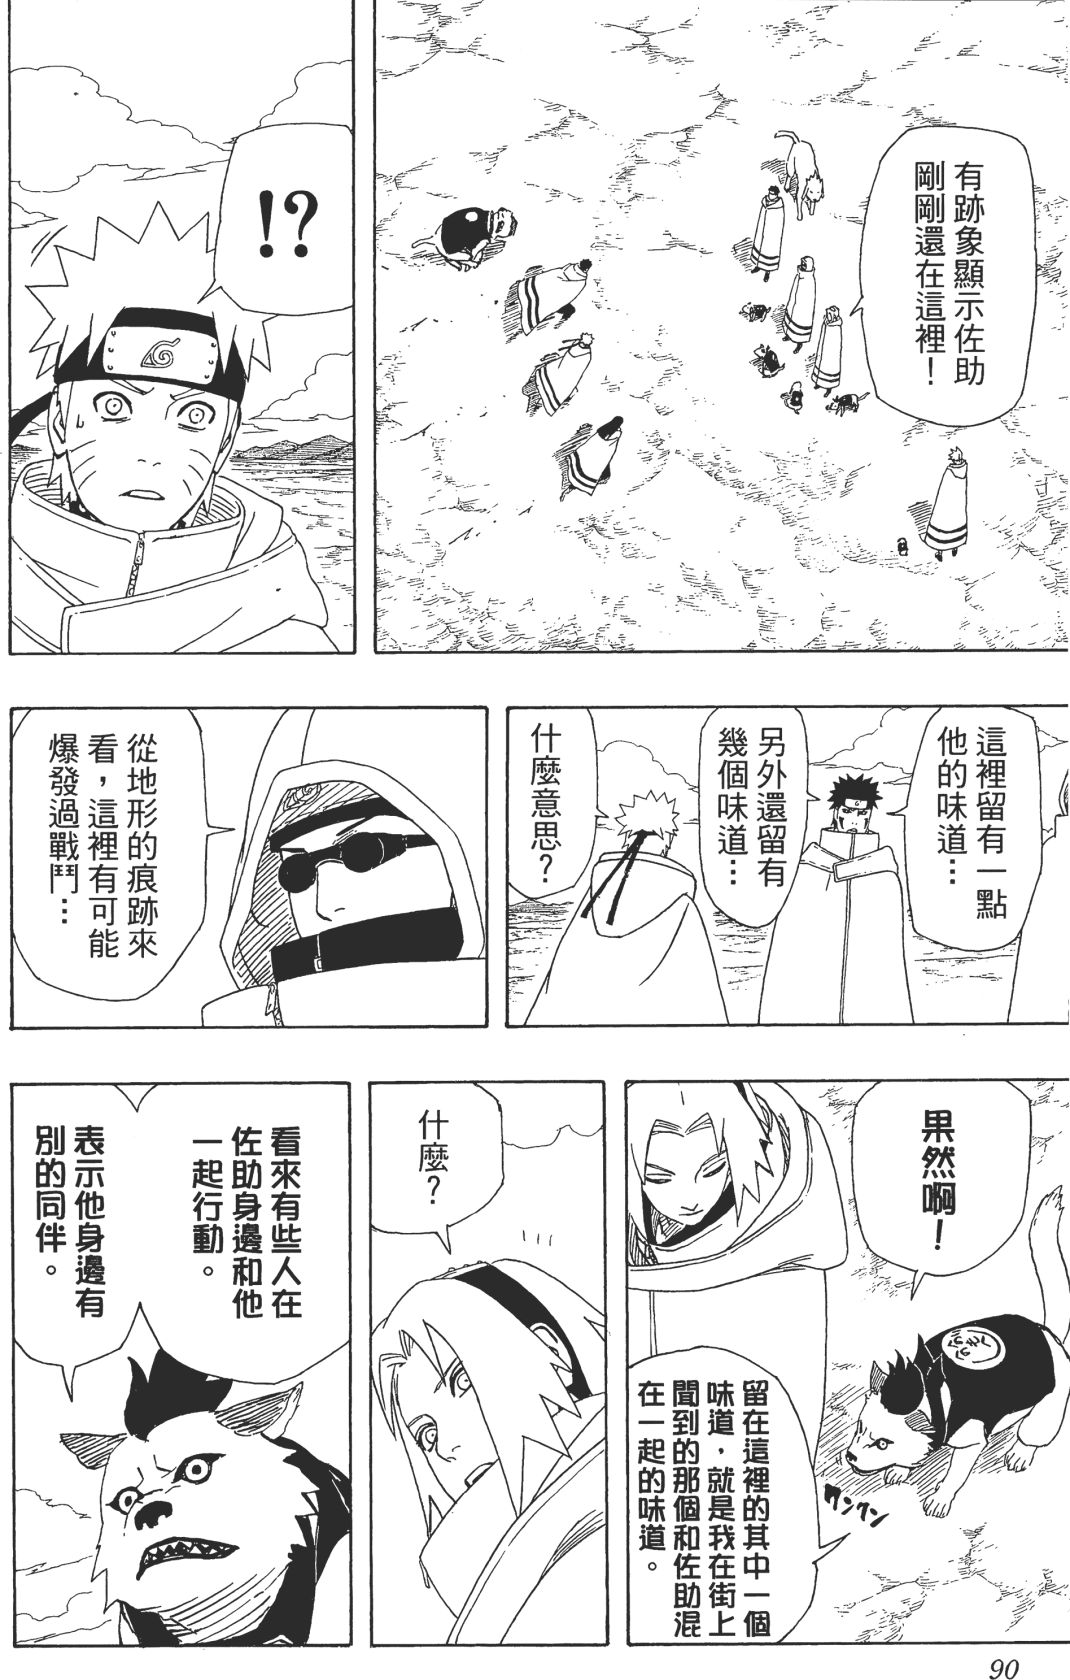 有跡象顯示佐助
剛剛還在這裡！
!?
這裡留有一點
他的味道…
另外還留有
幾個味道…
什麼意思？
從地形的痕跡來
看，這裡有可能
爆發過戰鬥…
果然啊！
クンクン
留在這裡的其中一個
味道，就是我在街上
聞到的那個和佐助混
在一起的味道。
什麼？
看來有些人在
佐助身邊和他
一起行動。
表示他身邊有
別的同伴。
90